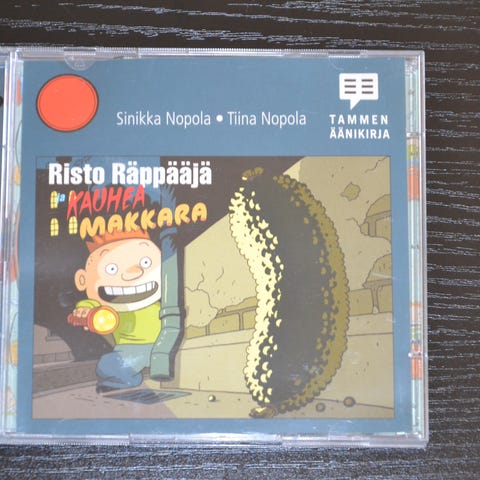 Sinikka Nopola • Tiina Nopola
TAMMEN
ÄÄNIKIRJA
Risto Räppääjä
ja KAUHEA
MAKKARA